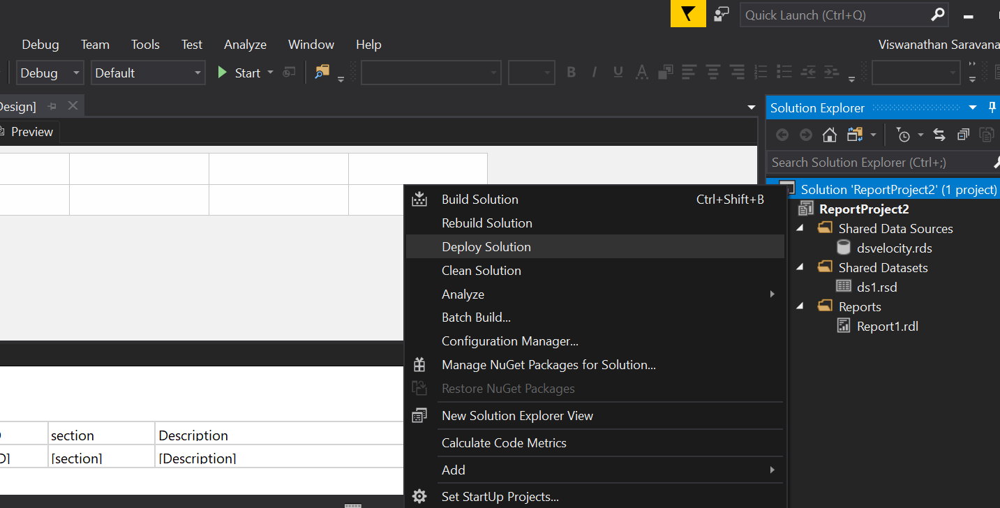 Quick Launch (Ctrl+Q)
Debug Team Tools Test Analyze Window Help
Viswanathan Saravana
Debug Default Start B I U A
Design]
Solution Explorer
Preview
Search Solution Explorer (Ctrl+;)
Solution 'ReportProject2' (1 project)
ReportProject2
Shared Data Sources
dsvelocity.rds
Shared Datasets
ds1.rsd
Reports
Report1.rdl
Build Solution Ctrl+Shift+B
Rebuild Solution
Deploy Solution
Clean Solution
Analyze
Batch Build...
Configuration Manager...
Manage NuGet Packages for Solution...
Restore NuGet Packages
New Solution Explorer View
Calculate Code Metrics
Add
Set StartUp Projects...
section Description
D] [section] [Description]